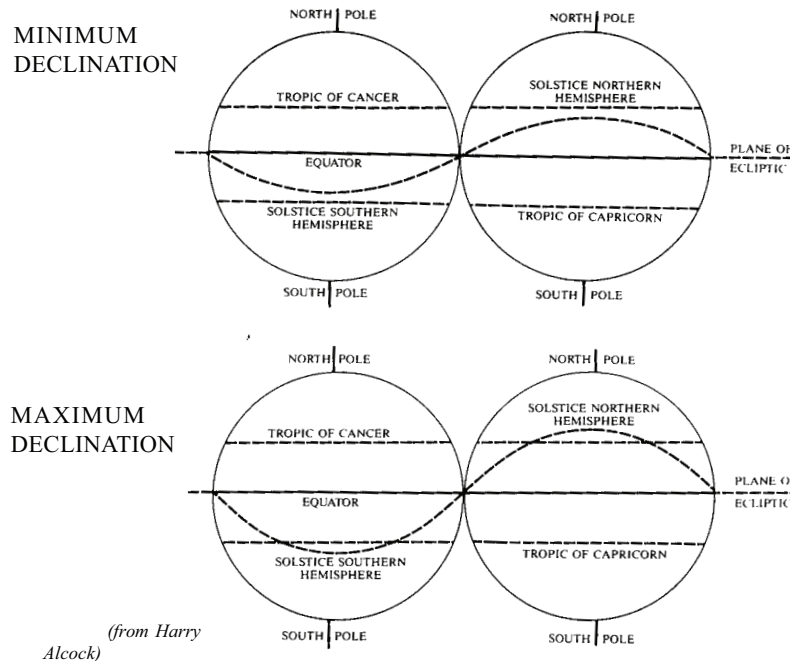 MINIMUM
DECLINATION
NORTH POLE
NORTH POLE
TROPIC OF CANCER
SOLSTICE NORTHERN
HEMISPHERE
EQUATOR
PLANE OF
ECLIPTIC
SOLSTICE SOUTHERN
HEMISPHERE
TROPIC OF CAPRICORN
SOUTH POLE
SOUTH POLE
MAXIMUM
DECLINATION
NORTH POLE
NORTH POLE
TROPIC OF CANCER
SOLSTICE NORTHERN
HEMISPHERE
EQUATOR
PLANE O
ECLIPTIC
SOLSTICE SOUTHERN
HEMISPHERE
TROPIC OF CAPRICORN
SOUTH POLE
SOUTH POLE
(from Harry
Alcock)